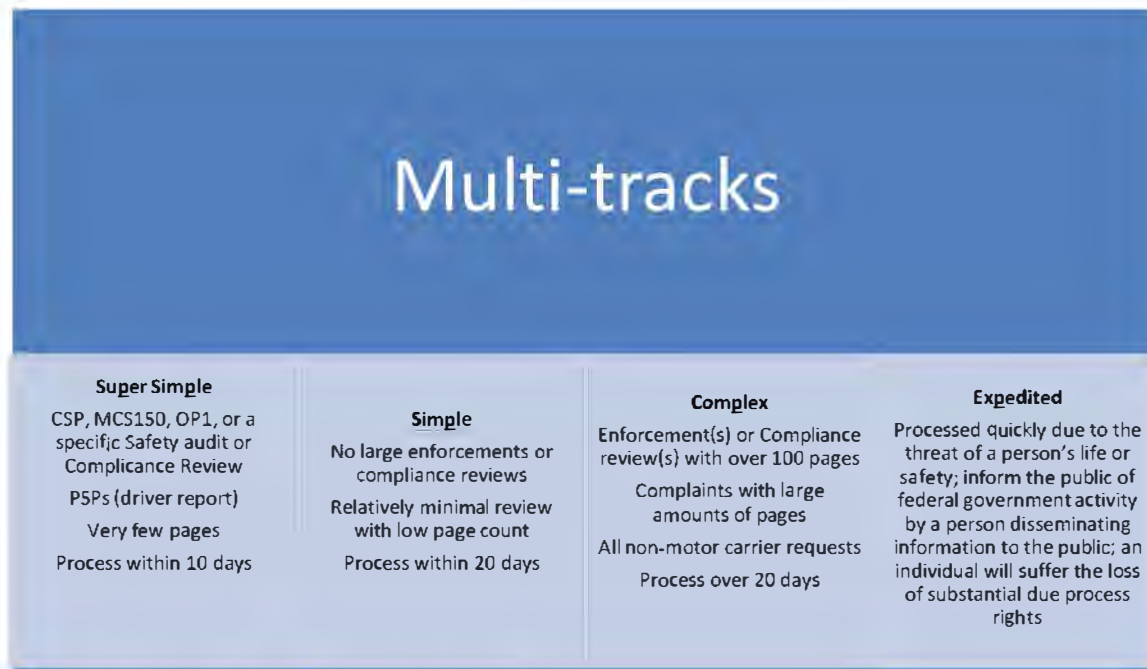 Multi-tracks
Super Simple
CSP, MCS150, OP1, or a
specific Safety audit or
Complicance Review
PSPs (driver report)
Very few pages
Process within 10 days
Simple
No large enforcements or
compliance reviews
Relatively minimal review
with low page count
Process within 20 days
Complex
Enforcement(s) or Compliance
review(s) with over 100 pages
Complaints with large
amounts of pages
All non-motor carrier requests
Process over 20 days
Expedited
Processed quickly due to the
threat of a person's life or
safety; inform the public of
federal government activity
by a person disseminating
information to the public; an
individual will suffer the loss
of substantial due process
rights